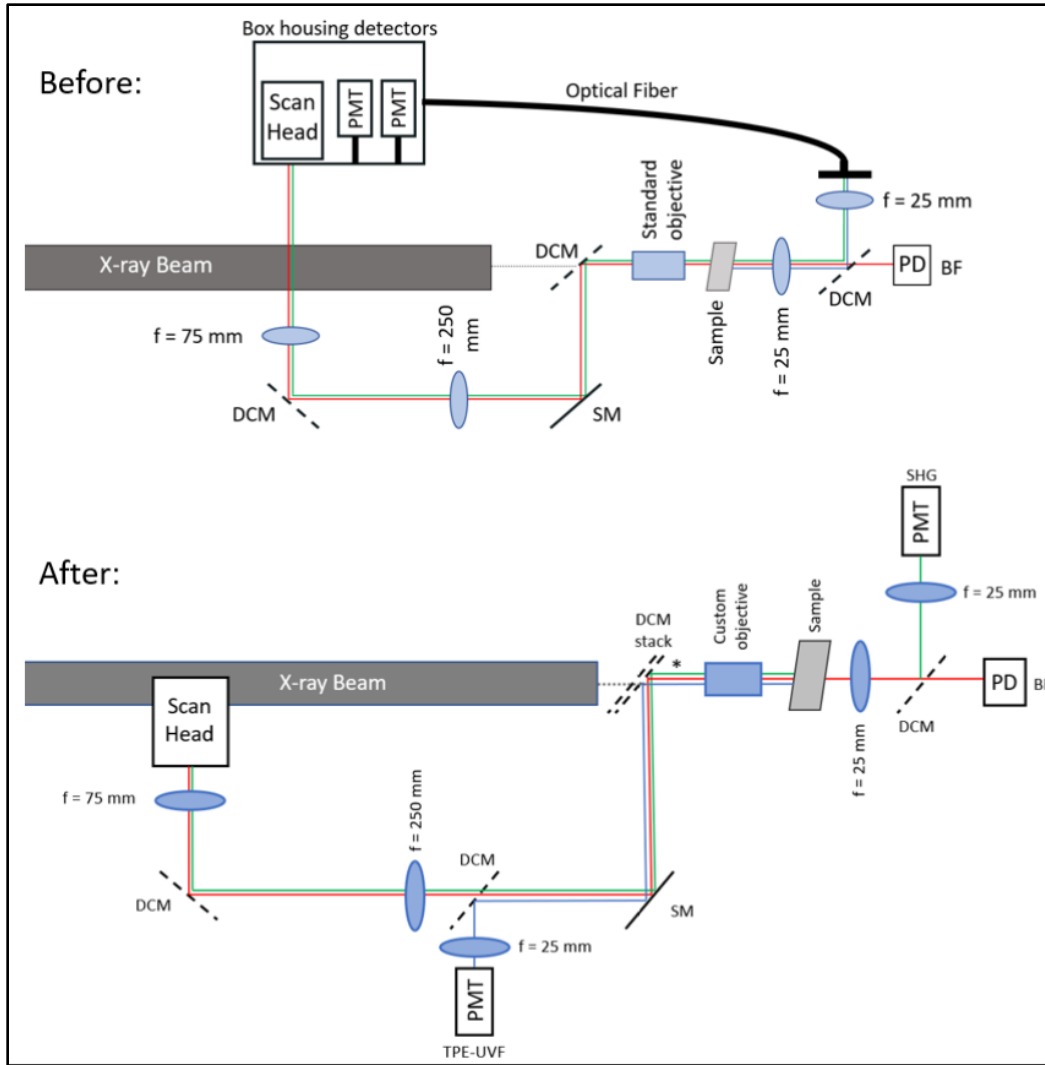 Box housing detectors
Before:
Scan
Head
PMT
PMT
Optical Fiber
Standard
objective
f = 25 mm
DCM
X-ray Beam
PD
BF
DCM
Sample
f = 25 mm
f = 75 mm
f = 250
mm
DCM
SM
SHG
PMT
After:
f = 25 mm
DCM
stack
*
Custom
objective
Sample
X-ray Beam
Scan
Head
PD
BF
DCM
f = 25 mm
f = 75 mm
f = 250 mm
DCM
DCM
SM
f = 25 mm
PMT
TPE-UVF